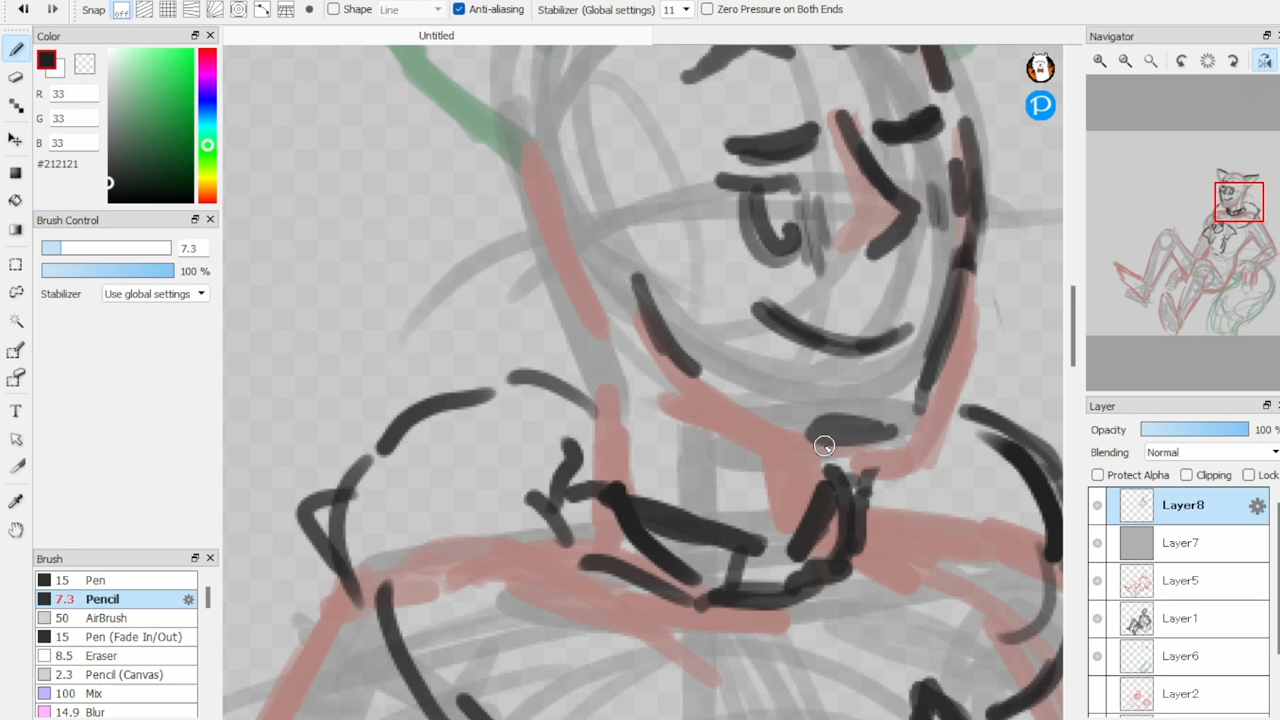 Snap
off
Shape
Line
Anti-aliasing
Stabilizer (Global settings)
11
Zero Pressure on Both Ends
Color
Untitled
Navigator
R 33
G 33
B 33
#212121
Brush Control
7.3
100 %
Stabilizer
Use global settings
T
Brush
15 Pen
7.3 Pencil
50 AirBrush
15 Pen (Fade In/Out)
8.5 Eraser
2.3 Pencil (Canvas)
100 Mix
14.9 Blur
P
Layer
Opacity
100 %
Blending
Normal
Protect Alpha
Clipping
Lock
Layer8
Layer7
Layer5
Layer1
Layer6
Layer2